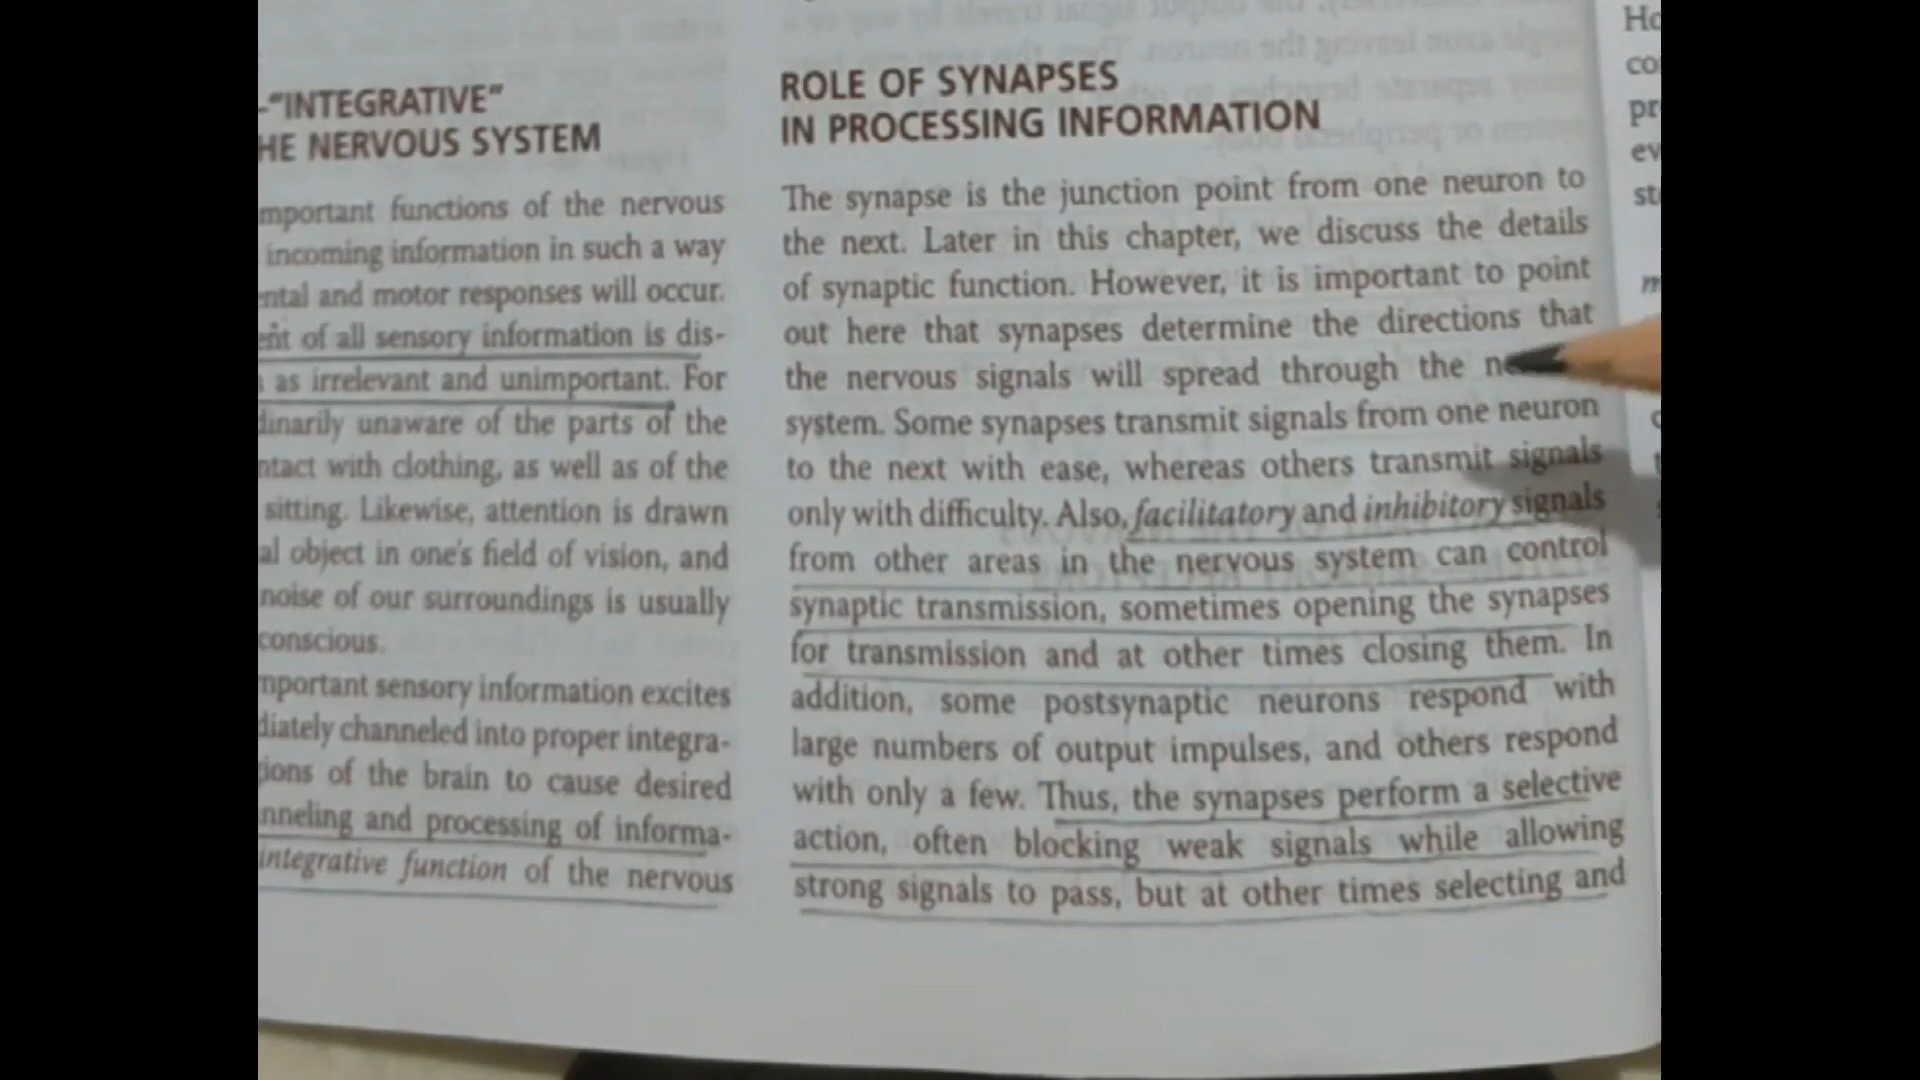 -"INTEGRATIVE"
HE NERVOUS SYSTEM
mportant functions of the nervous
incoming information in such a way
ental and motor responses will occur.
ent of all sensory information is dis-
as irrelevant and unimportant. For
dinarily unaware of the parts of the
ntact with clothing, as well as of the
sitting. Likewise, attention is drawn
al object in one's field of vision, and
noise of our surroundings is usually
conscious.
mportant sensory information excites
diately channeled into proper integra-
ions of the brain to cause desired
nneling and processing of informa-
integrative function of the nervous
ROLE OF SYNAPSES
IN PROCESSING INFORMATION
The synapse is the junction point from one neuron to
the next. Later in this chapter, we discuss the details
of synaptic function. However, it is important to point
out here that synapses determine the directions that
the nervous signals will spread through the
system. Some synapses transmit signals from one neuron
to the next with ease, whereas others transmit signals
only with difficulty. Also, facilitatory and inhibitory signals
from other areas in the nervous system can control
synaptic transmission, sometimes opening the synapses
for transmission and at other times closing them. In
addition, some postsynaptic neurons respond with
large numbers of output impulses, and others respond
with only a few. Thus, the synapses perform a selective
action, often blocking weak signals while allowing
strong signals to pass, but at other times selecting and
Ho
co
pr
ev
st
m